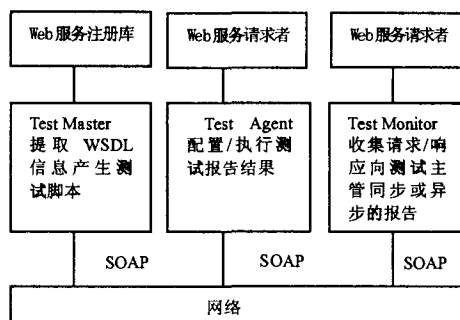 Web服务注册库
Web服务请求者
Web服务请求者
Test Master
提取 WSDL
信息产生测
试脚本
Test Agent
配置/执行测
试报告结果
Test Monitor
收集请求/响
应向测试主
管同步或异
步的报告
SOAP
SOAP
SOAP
网络